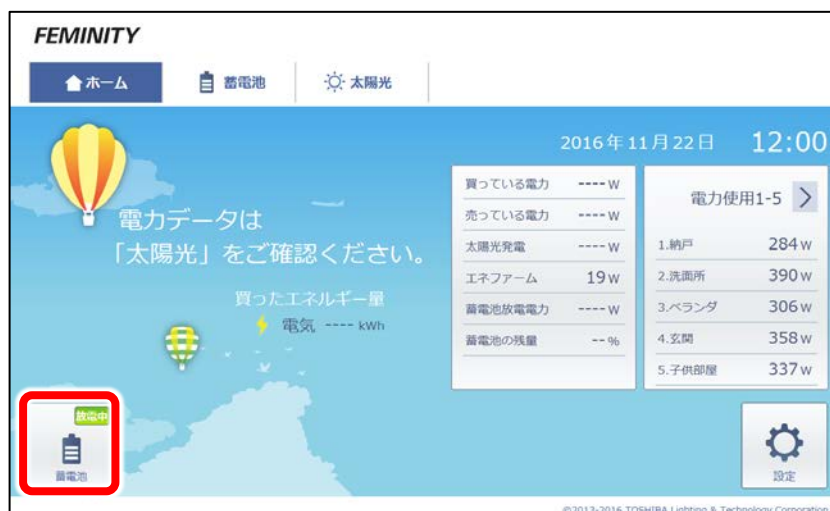 FEMINITY
ホーム 蓄電池 太陽光
2016年11月22日 12:00
電力データは
「太陽光」をご確認ください。
買ったエネルギー量
電気 ---- kWh
買っている電力 ---- W
売っている電力 ---- W
太陽光発電 ---- W
エネファーム 19 W
蓄電池放電電力 ---- W
蓄電池の残量 -- %
電力使用1-5 >
1.納戸 284 W
2.洗面所 390 W
3.ベランダ 306 W
4.玄関 358 W
5.子供部屋 337 W
放電中
蓄電池
設定
©2013-2016 TOSHIBA Lighting & Technology Corporation